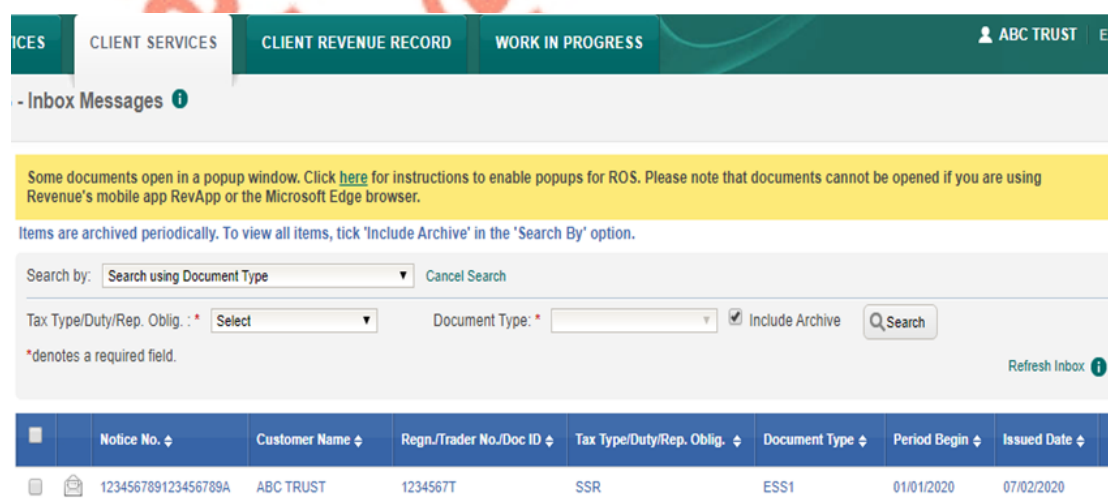 ICES CLIENT SERVICES CLIENT REVENUE RECORD WORK IN PROGRESS ABC TRUST E
- Inbox Messages i
Some documents open in a popup window. Click here for instructions to enable popups for ROS. Please note that documents cannot be opened if you are using
Revenue's mobile app RevApp or the Microsoft Edge browser.
Items are archived periodically. To view all items, tick 'Include Archive' in the 'Search By' option.
Search by: Search using Document Type Cancel Search
Tax Type/Duty/Rep. Oblig. : * Select Document Type: * Include Archive Search
*denotes a required field.
Refresh Inbox i
Notice No. Customer Name Regn./Trader No./Doc ID Tax Type/Duty/Rep. Oblig. Document Type Period Begin Issued Date
123456789123456789A ABC TRUST 1234567T SSR ESS1 01/01/2020 07/02/2020